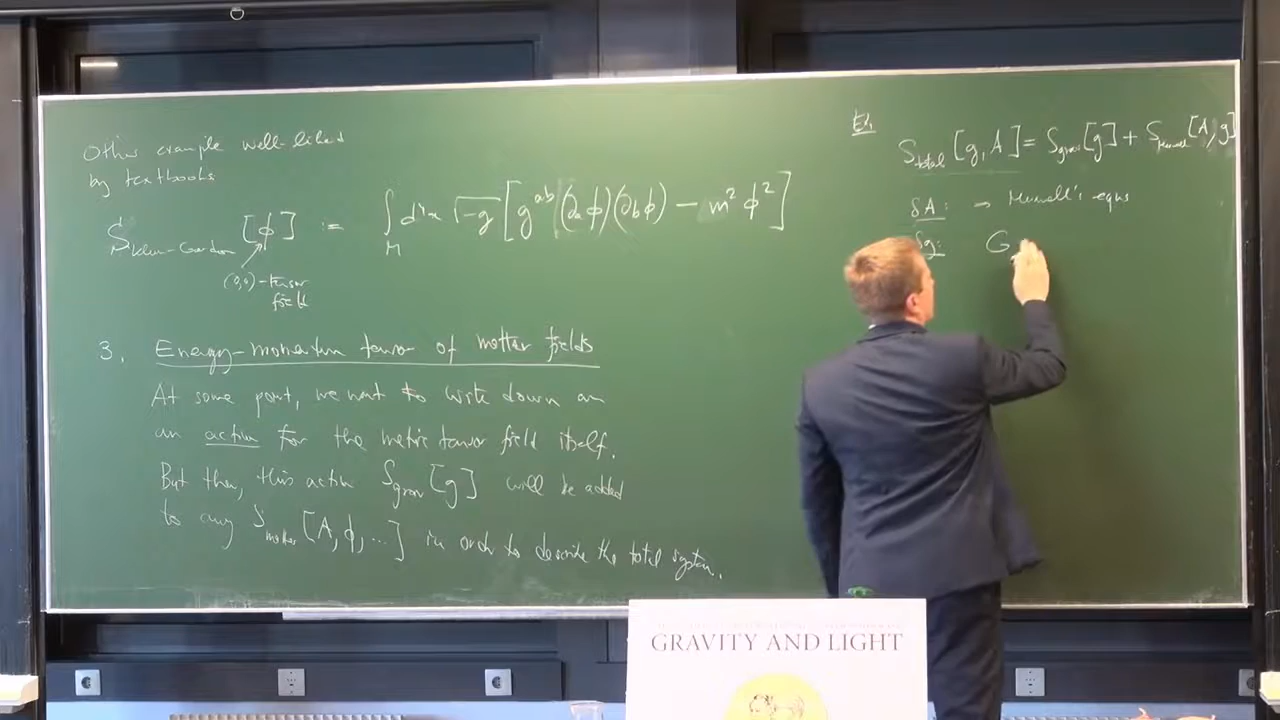 Other example well-liked
by textbooks
S_Klein-Gordon [ϕ] := ∫_M d⁴x √-g [g^{ab} (∂_a ϕ)(∂_b ϕ) - m² ϕ²]
(0,0)-tensor
field
3. Energy-momentum tensor of matter fields
At some point, we want to write down an
an action for the metric tensor field itself.
But then, this action S_grav [g] will be added
to any S_matter [A, ϕ, ...] in order to describe the total system.
Ex.
S_total [g, A] = S_grav [g] + S_Maxwell [A, g]
δA: → Maxwell's eqns
δg: G
GRAVITY AND LIGHT